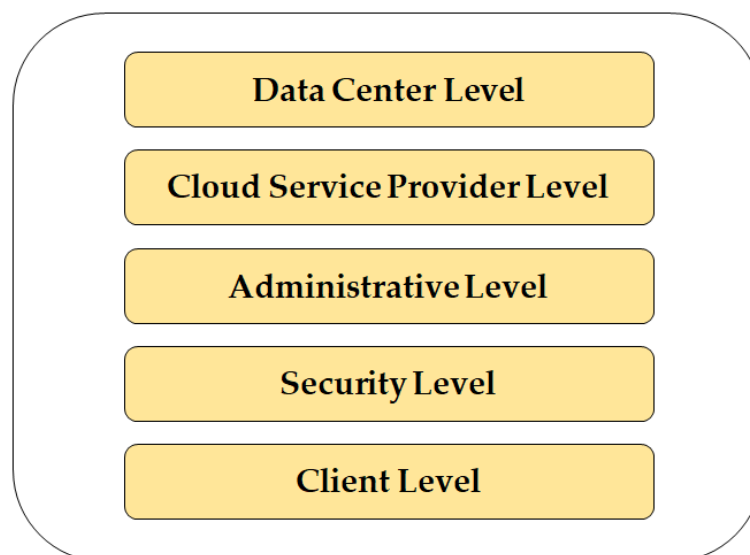 Data Center Level
Cloud Service Provider Level
Administrative Level
Security Level
Client Level